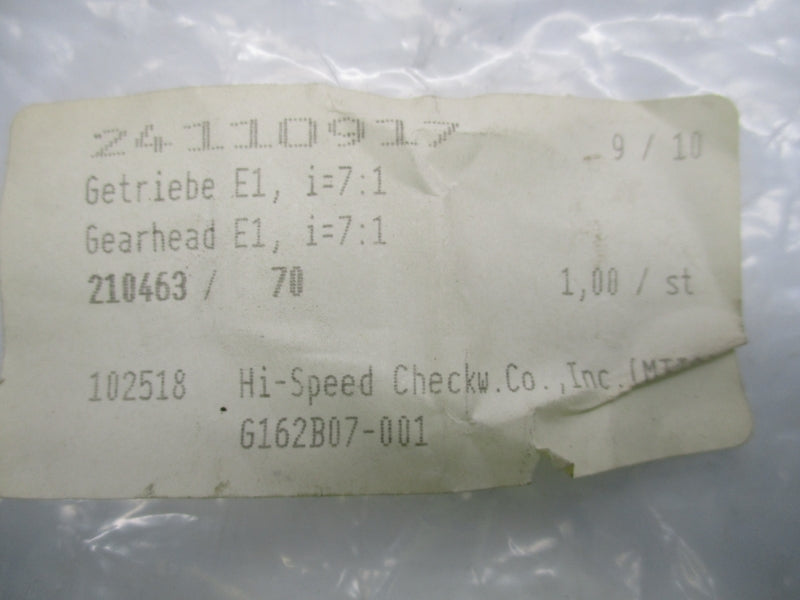 24110917 9 / 10
Getriebe E1, i=7:1
Gearhead E1, i=7:1
210463 / 70 1,00 / st
102518 Hi-Speed Checkw.Co.,Inc.
G162B07-001